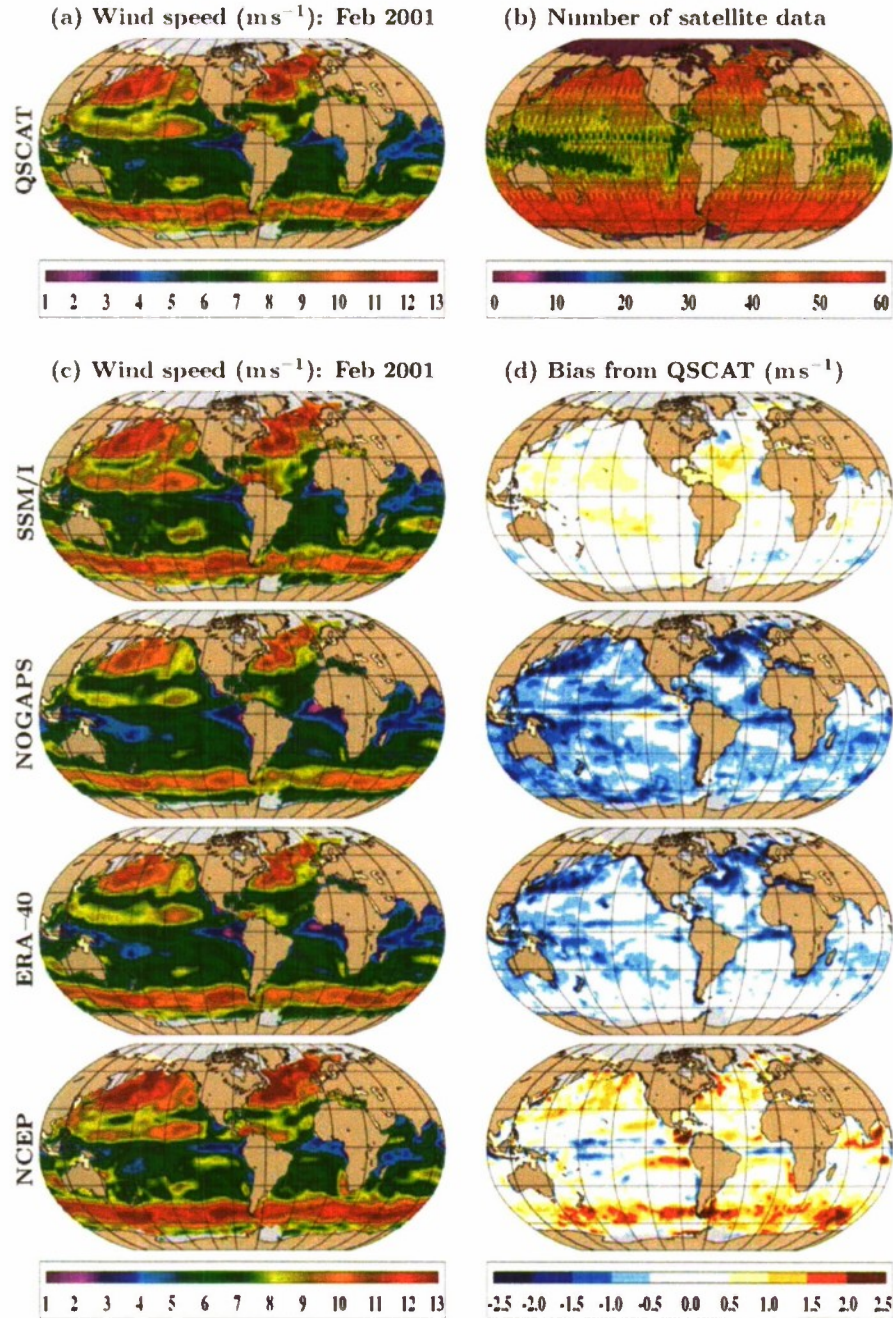 (a) Wind speed (m s⁻¹): Feb 2001
(b) Number of satellite data
QSCAT
1 2 3 4 5 6 7 8 9 10 11 12 13
0 10 20 30 40 50 60
(c) Wind speed (m s⁻¹): Feb 2001
(d) Bias from QSCAT (m s⁻¹)
SSM/I
NOGAPS
ERA-40
NCEP
1 2 3 4 5 6 7 8 9 10 11 12 13
-2.5 -2.0 -1.5 -1.0 -0.5 0.0 0.5 1.0 1.5 2.0 2.5